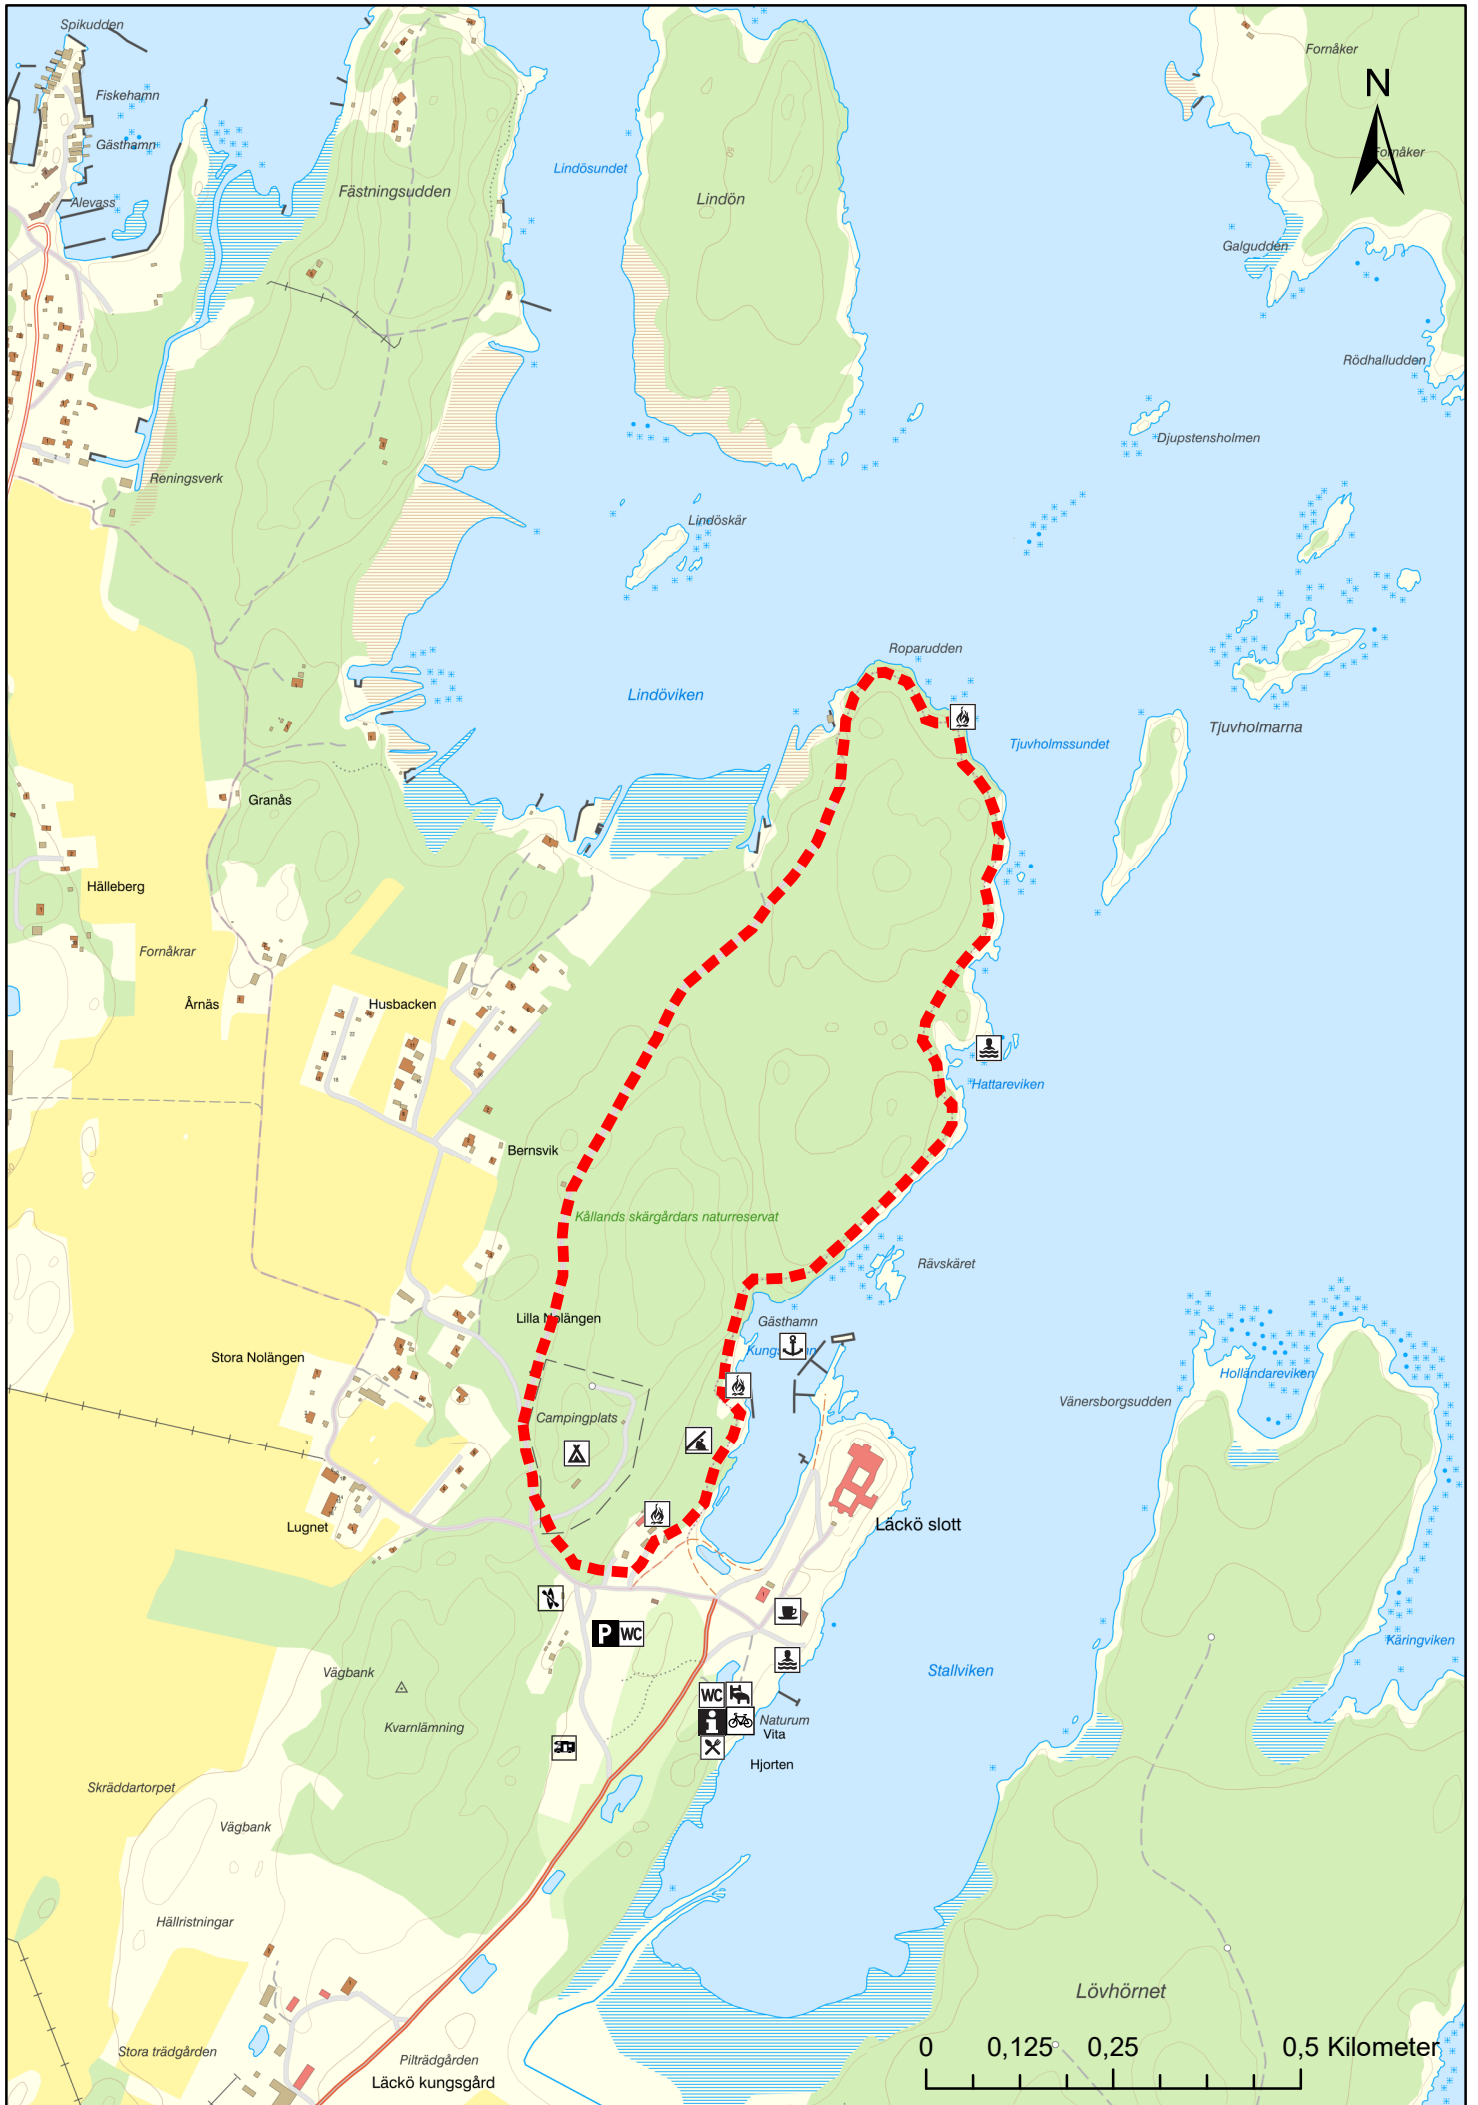 Spikudden
Fornåker
N
Fiskehamn
Gästhamn
Fornåker
Lindösundet
Fästningsudden
Lindön
Alevass
Galgudden
Rödhalludden
Djupstensholmen
Reningsverk
Lindöskär
Roparudden
Lindöviken
Tjuvholmarna
Tjuvholmssundet
Granås
Hälleberg
Fornåkrar
Årnäs
Husbacken
Hattareviken
Bernsvik
Kållands skärgårdars naturreservat
Rävskäret
Lilla Nolängen
Gästhamn
Stora Nolängen
Holländareviken
Vänersborgsudden
Campingplats
Lugnet
Läckö slott
P WC
Käringviken
Vägbank
Stallviken
WC
Kvarnlämning
i
Naturum
Vita
Hjorten
Skräddartorpet
Vägbank
Hällristningar
Lövhörnet
Stora trädgården
Pilträdgården
Läckö kungsgård
0 0,125 0,25 0,5 Kilometer